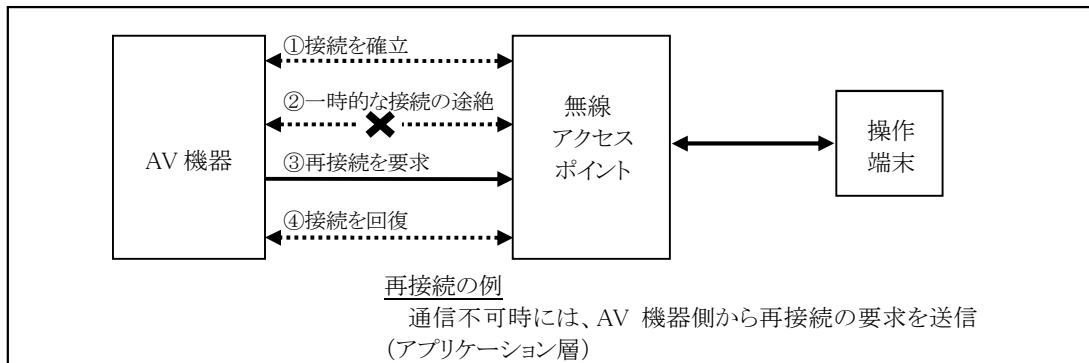 ①接続を確立
②一時的な接続の途絶
AV 機器
③再接続を要求
④接続を回復
無線
アクセス
ポイント
操作
端末
再接続の例
通信不可時には、AV 機器側から再接続の要求を送信
(アプリケーション層)